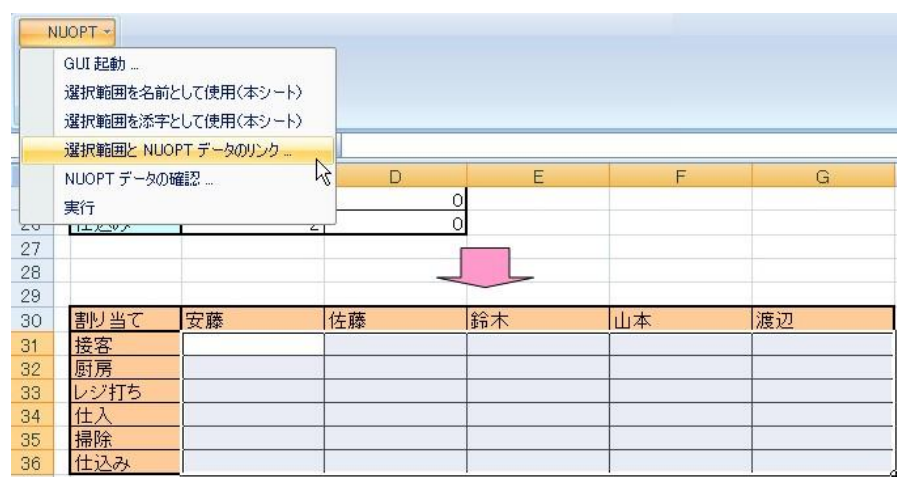 NUOPT
GUI 起動 ...
選択範囲を名前として使用(本シート)
選択範囲を添字として使用(本シート)
選択範囲と NUOPT データのリンク ...
NUOPT データの確認 ...
実行
D E F G
0
26 仕込み 2 0
27
28
29
30 割り当て 安藤 佐藤 鈴木 山本 渡辺
31 接客
32 厨房
33 レジ打ち
34 仕入
35 掃除
36 仕込み